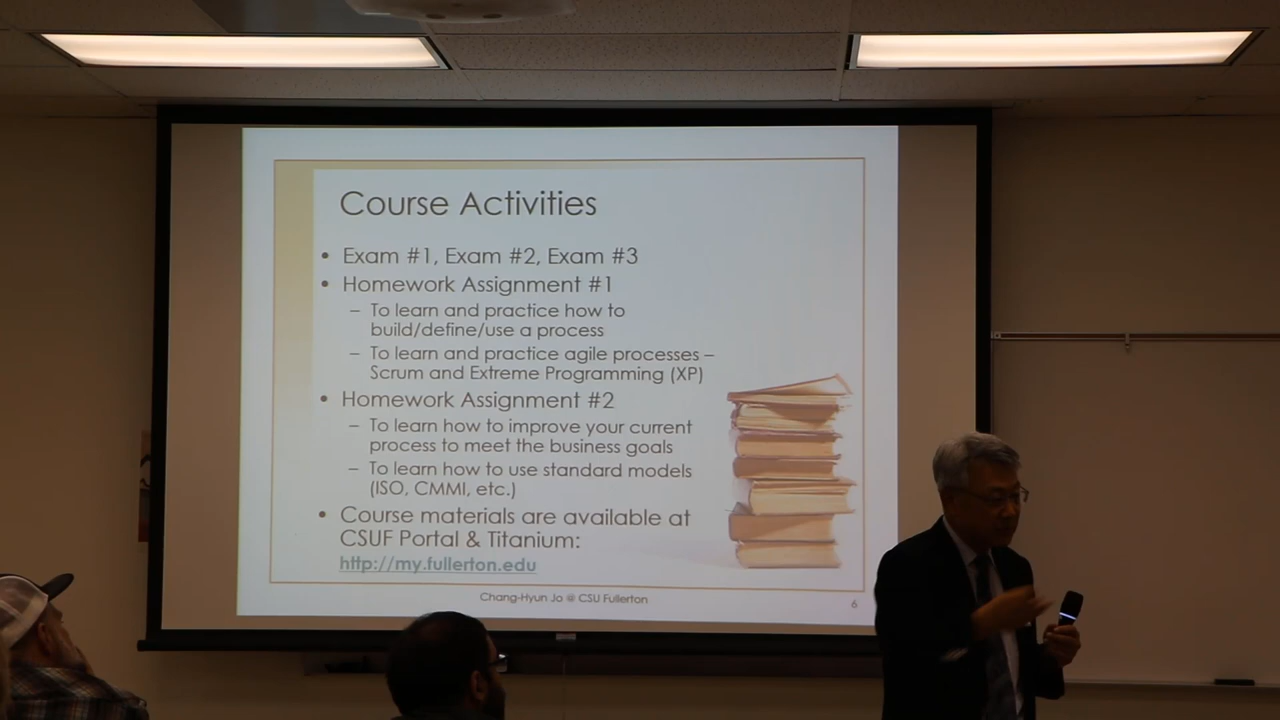 Course Activities
• Exam #1, Exam #2, Exam #3
• Homework Assignment #1
– To learn and practice how to
build/define/use a process
– To learn and practice agile processes –
Scrum and Extreme Programming (XP)
• Homework Assignment #2
– To learn how to improve your current
process to meet the business goals
– To learn how to use standard models
(ISO, CMMI, etc.)
• Course materials are available at
CSUF Portal & Titanium:
http://my.fullerton.edu
Chang-Hyun Jo @ CSU Fullerton
6